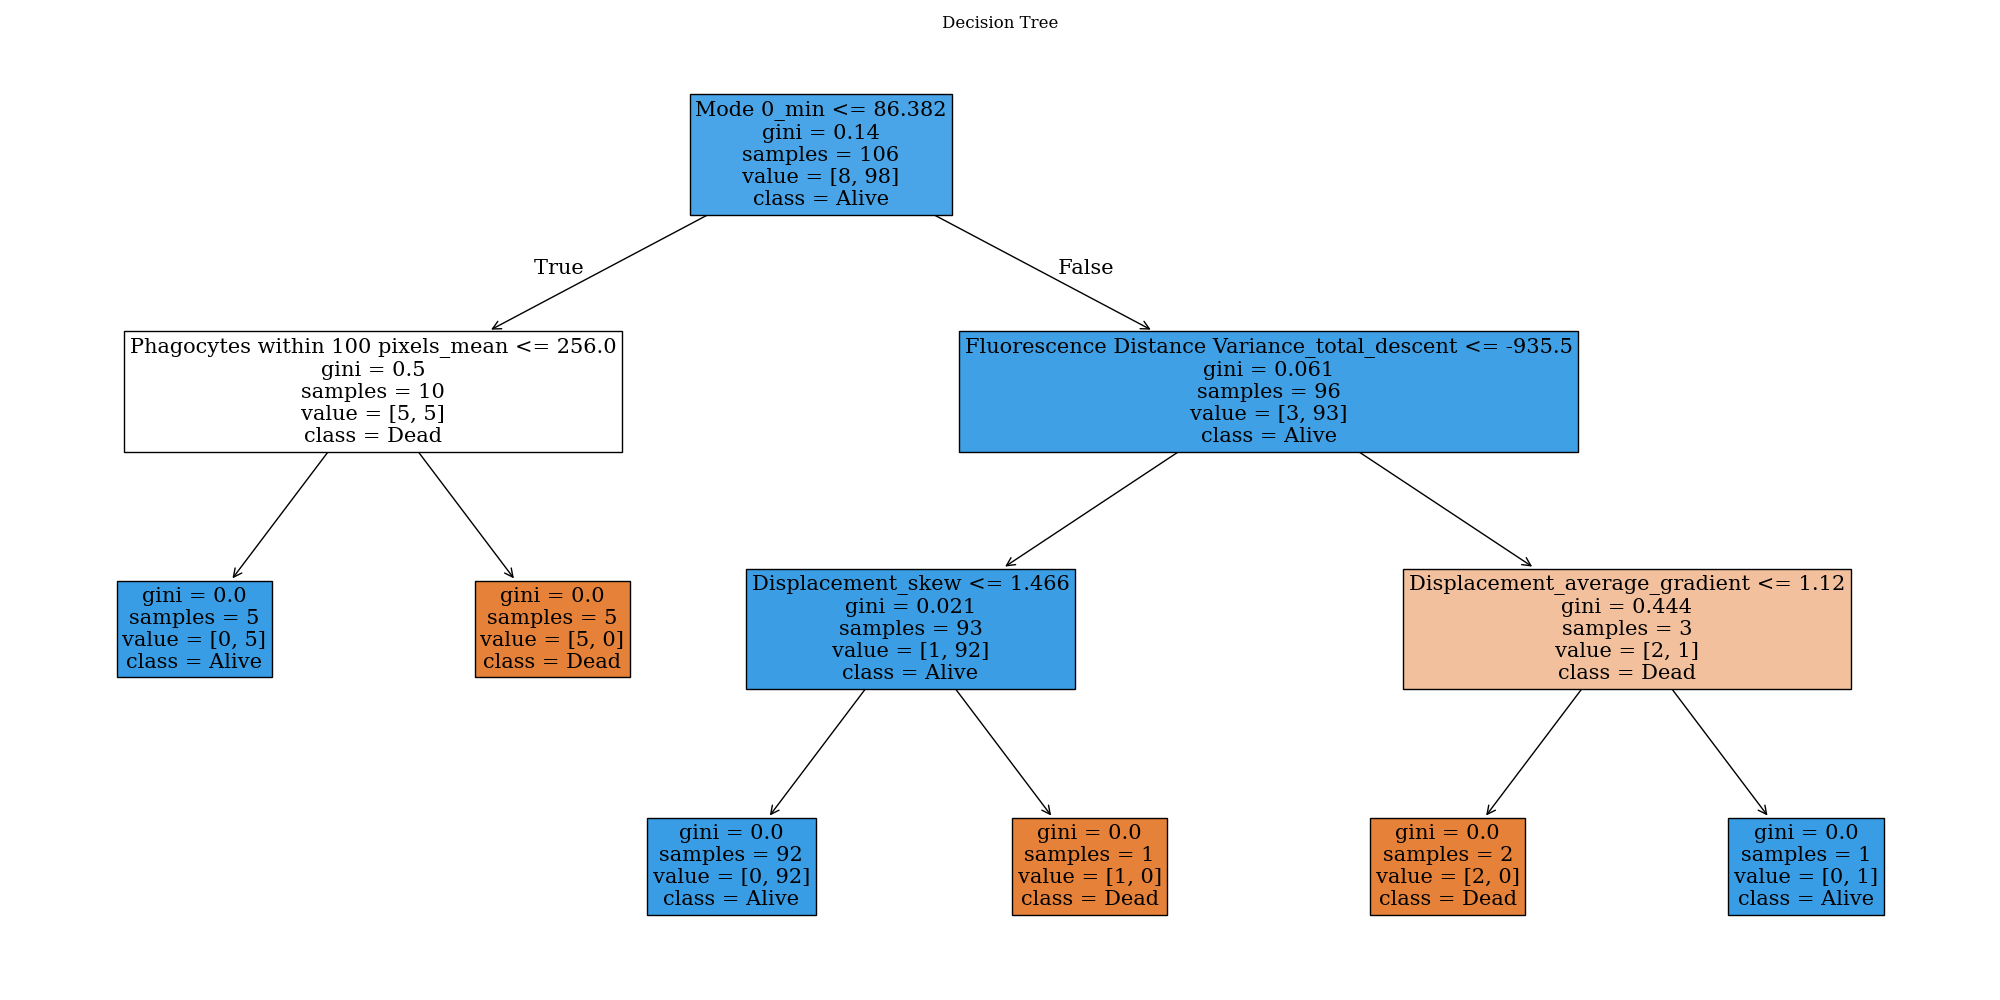 Decision Tree
Mode 0_min <= 86.382
gini = 0.14
samples = 106
value = [8, 98]
class = Alive
True
False
Phagocytes within 100 pixels_mean <= 256.0
gini = 0.5
samples = 10
value = [5, 5]
class = Dead
Fluorescence Distance Variance_total_descent <= -935.5
gini = 0.061
samples = 96
value = [3, 93]
class = Alive
gini = 0.0
samples = 5
value = [0, 5]
class = Alive
gini = 0.0
samples = 5
value = [5, 0]
class = Dead
Displacement_skew <= 1.466
gini = 0.021
samples = 93
value = [1, 92]
class = Alive
Displacement_average_gradient <= 1.12
gini = 0.444
samples = 3
value = [2, 1]
class = Dead
gini = 0.0
samples = 92
value = [0, 92]
class = Alive
gini = 0.0
samples = 1
value = [1, 0]
class = Dead
gini = 0.0
samples = 2
value = [2, 0]
class = Dead
gini = 0.0
samples = 1
value = [0, 1]
class = Alive